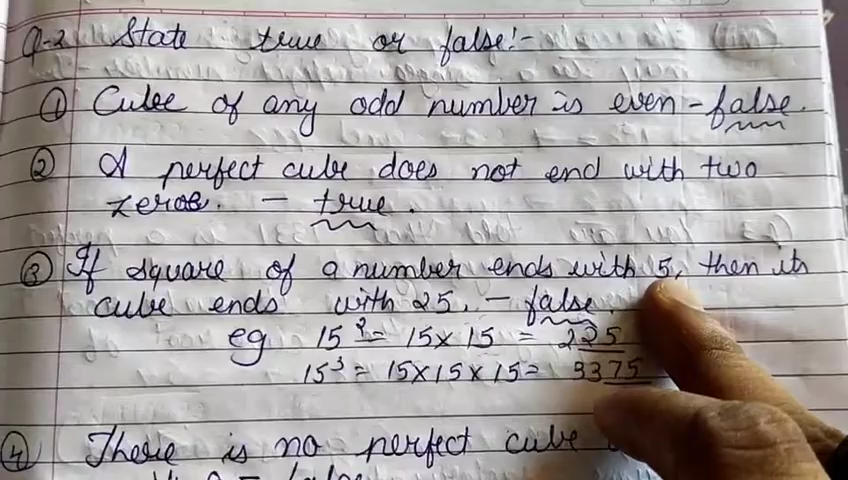 Q-2 State true or false:-
① Cube of any odd number is even - false.
② A perfect cube does not end with two
zeros. - true.
③ If square of a number ends with 5, then its
cube ends with 25. - false.
eg 15² = 15×15 = 225
15³ = 15×15×15 = 3375
④ There is no perfect cube
false